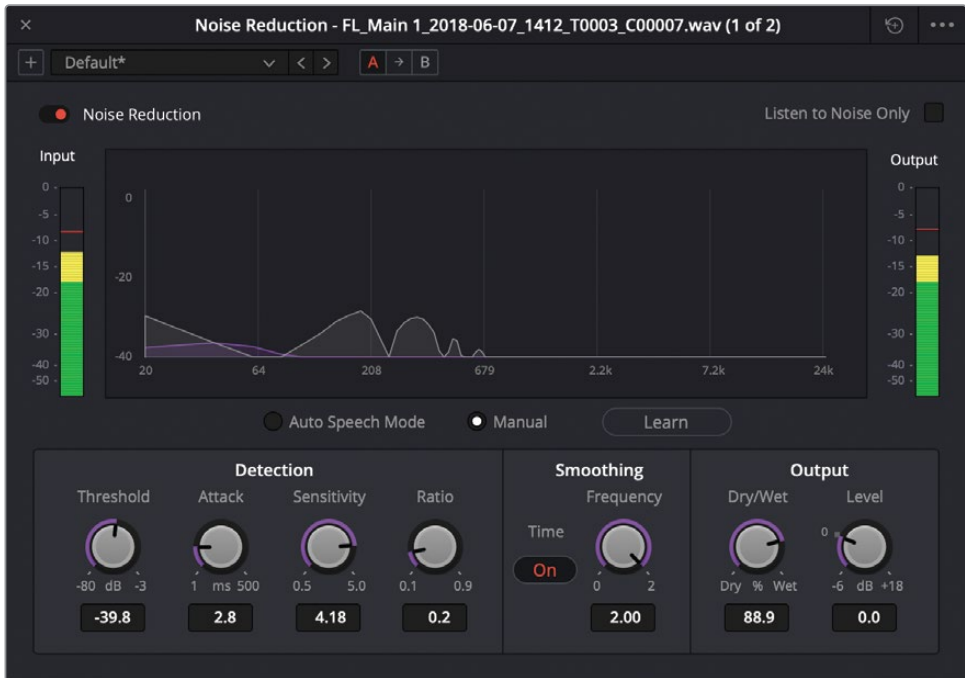 Noise Reduction - FL_Main 1_2018-06-07_1412_T0003_C00007.wav (1 of 2)
Default* A B
Noise Reduction Listen to Noise Only
Input Output
0 -5 -10 -15 -20 -30 -40 -50
0 -20 -40
20 64 208 679 2.2k 7.2k 24k
0 -5 -10 -15 -20 -30 -40 -50
Auto Speech Mode Manual Learn
Detection Smoothing Output
Threshold Attack Sensitivity Ratio Frequency Dry/Wet Level
Time 0
On
-80 dB -3 1 ms 500 0.5 5.0 0.1 0.9 0 2 Dry % Wet -6 dB +18
-39.8 2.8 4.18 0.2 2.00 88.9 0.0